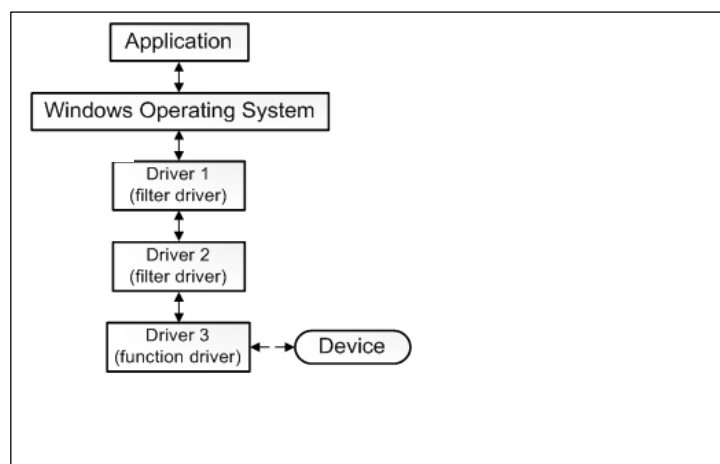 Application
Windows Operating System
Driver 1
(filter driver)
Driver 2
(filter driver)
Driver 3
(function driver)
Device